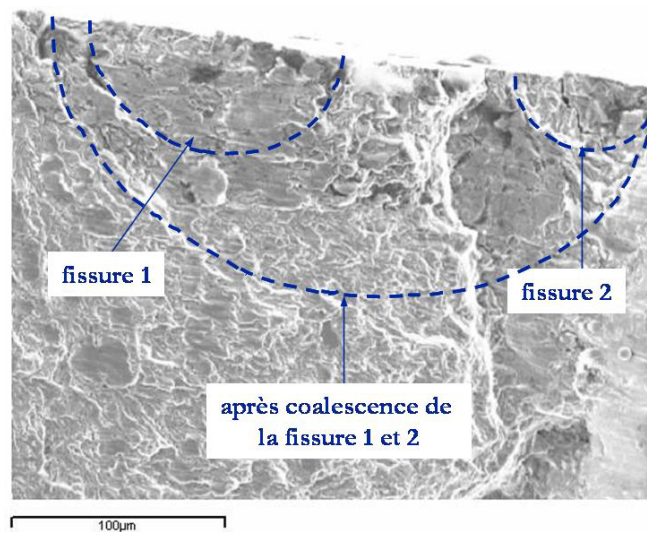 fissure 1
fissure 2
après coalescence de
la fissure 1 et 2
100µm